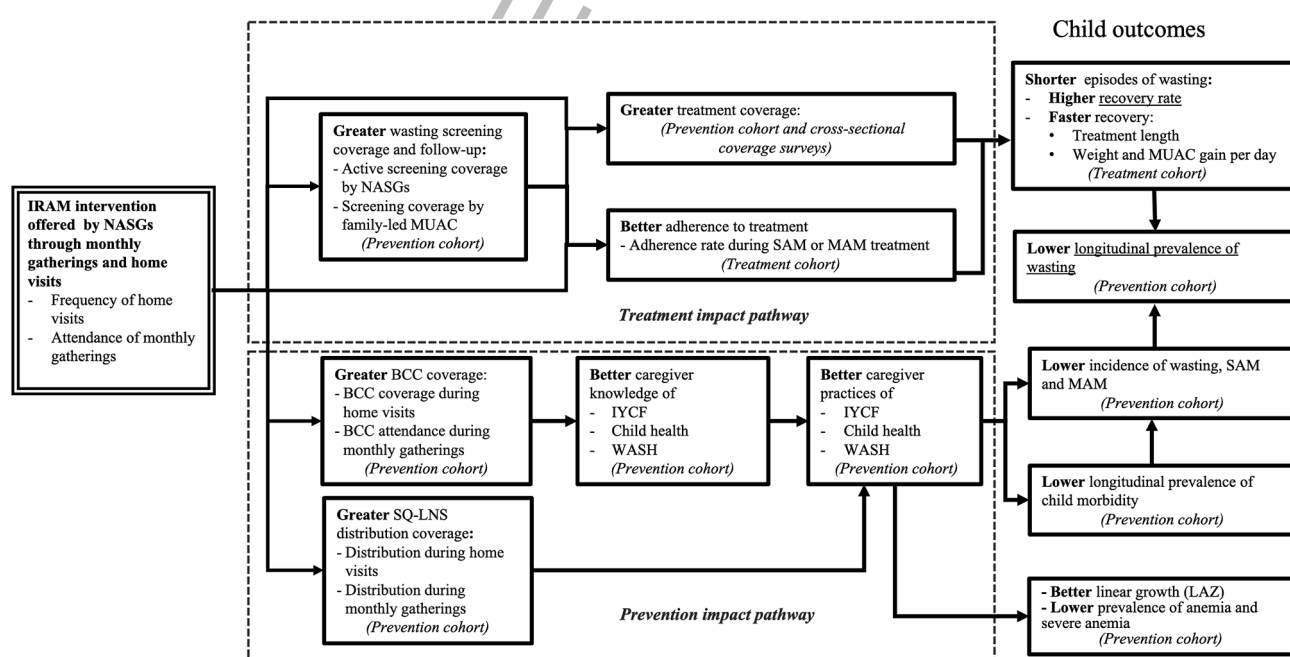 Child outcomes
IRAM intervention
offered by NASGs
through monthly
gatherings and home
visits
- Frequency of home
visits
- Attendance of monthly
gatherings
Greater wasting screening
coverage and follow-up:
- Active screening coverage
by NASGs
- Screening coverage by
family-led MUAC
(Prevention cohort)
Greater treatment coverage:
(Prevention cohort and cross-sectional
coverage surveys)
Better adherence to treatment
- Adherence rate during SAM or MAM treatment
(Treatment cohort)
Treatment impact pathway
Greater BCC coverage:
- BCC coverage during
home visits
- BCC attendance during
monthly gatherings
(Prevention cohort)
Better caregiver
knowledge of
- IYCF
- Child health
- WASH
(Prevention cohort)
Better caregiver
practices of
- IYCF
- Child health
- WASH
(Prevention cohort)
Greater SQ-LNS
distribution coverage:
- Distribution during home
visits
- Distribution during
monthly gatherings
(Prevention cohort)
Prevention impact pathway
Shorter episodes of wasting:
- Higher recovery rate
- Faster recovery:
• Treatment length
• Weight and MUAC gain per day
(Treatment cohort)
Lower longitudinal prevalence of
wasting
(Prevention cohort)
Lower incidence of wasting, SAM
and MAM
(Prevention cohort)
Lower longitudinal prevalence of
child morbidity
(Prevention cohort)
- Better linear growth (LAZ)
- Lower prevalence of anemia and
severe anemia
(Prevention cohort)